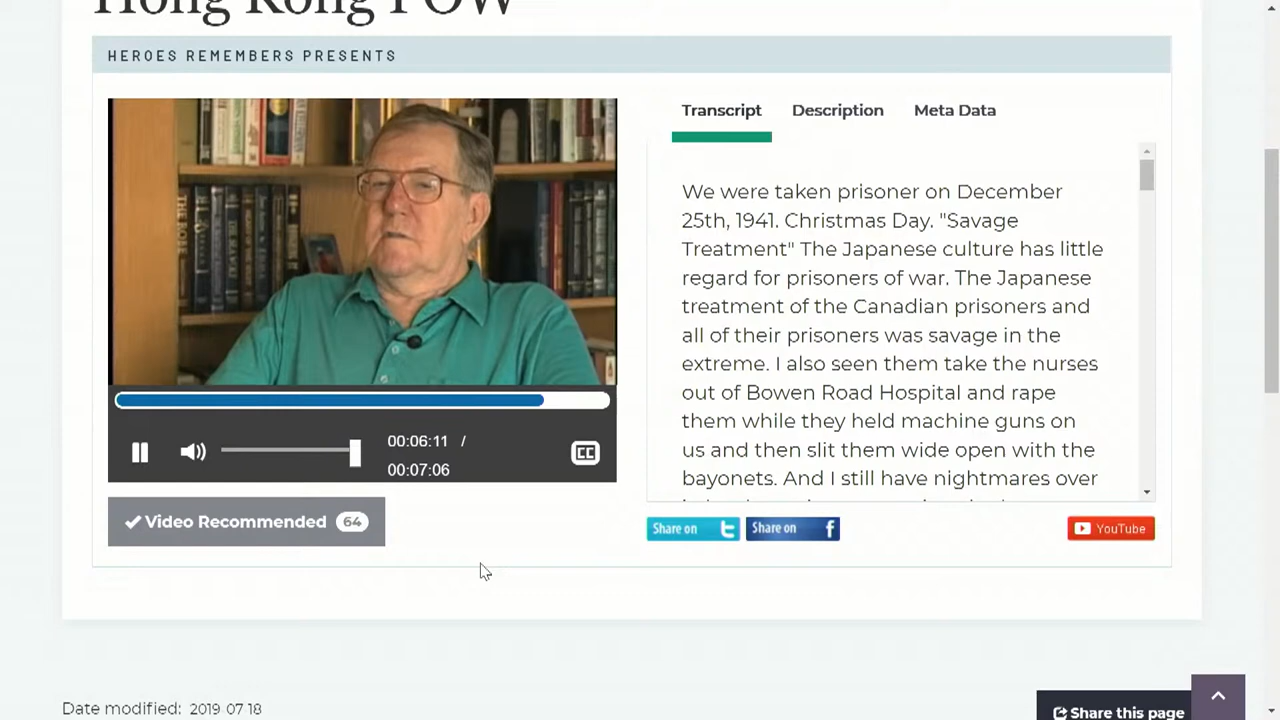 Hong Kong POW
HEROES REMEMBERS PRESENTS
Transcript
Description
Meta Data
We were taken prisoner on December
25th, 1941. Christmas Day. "Savage
Treatment" The Japanese culture has little
regard for prisoners of war. The Japanese
treatment of the Canadian prisoners and
all of their prisoners was savage in the
extreme. I also seen them take the nurses
out of Bowen Road Hospital and rape
them while they held machine guns on
us and then slit them wide open with the
bayonets. And I still have nightmares over
THE ROBE
00:06:11 /
00:07:06
CC
Video Recommended 64
Share on t
Share on f
YouTube
Date modified: 2019 07 18
Share this page